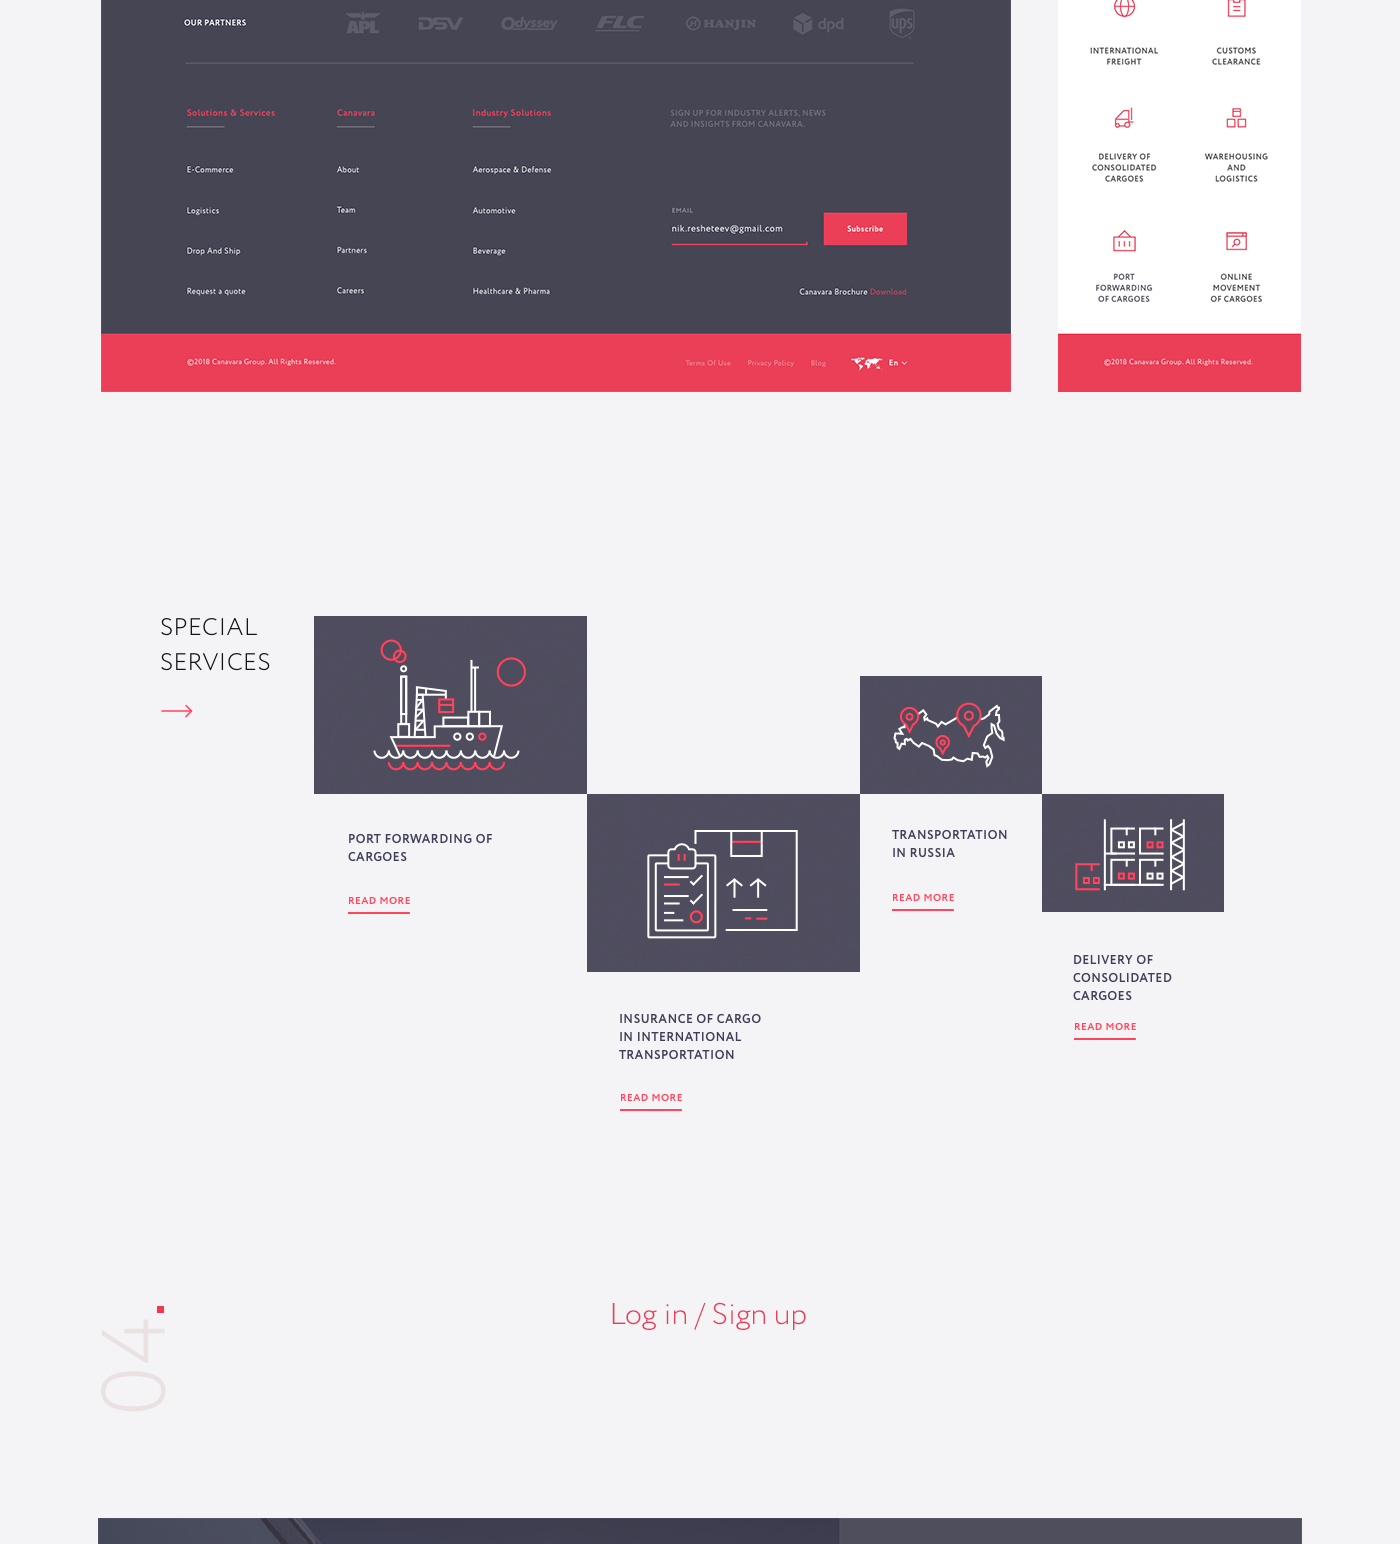 OUR PARTNERS
APL
DSV
Odyssey
FLC
HANJIN
dpd
ups
Solutions & Services
E-Commerce
Logistics
Drop And Ship
Request a quote
Canavara
About
Team
Partners
Careers
Industry Solutions
Aerospace & Defense
Automotive
Beverage
Healthcare & Pharma
SIGN UP FOR INDUSTRY ALERTS, NEWS
AND INSIGHTS FROM CANAVARA.
EMAIL
nik.resheteev@gmail.com
Subscribe
Canavara Brochure Download
©2018 Canavara Group. All Rights Reserved.
Terms Of Use
Privacy Policy
Blog
En
INTERNATIONAL
FREIGHT
CUSTOMS
CLEARANCE
DELIVERY OF
CONSOLIDATED
CARGOES
WAREHOUSING
AND
LOGISTICS
PORT
FORWARDING
OF CARGOES
ONLINE
MOVEMENT
OF CARGOES
©2018 Canavara Group. All Rights Reserved.
SPECIAL
SERVICES
PORT FORWARDING OF
CARGOES
READ MORE
INSURANCE OF CARGO
IN INTERNATIONAL
TRANSPORTATION
READ MORE
TRANSPORTATION
IN RUSSIA
READ MORE
DELIVERY OF
CONSOLIDATED
CARGOES
READ MORE
04
Log in / Sign up